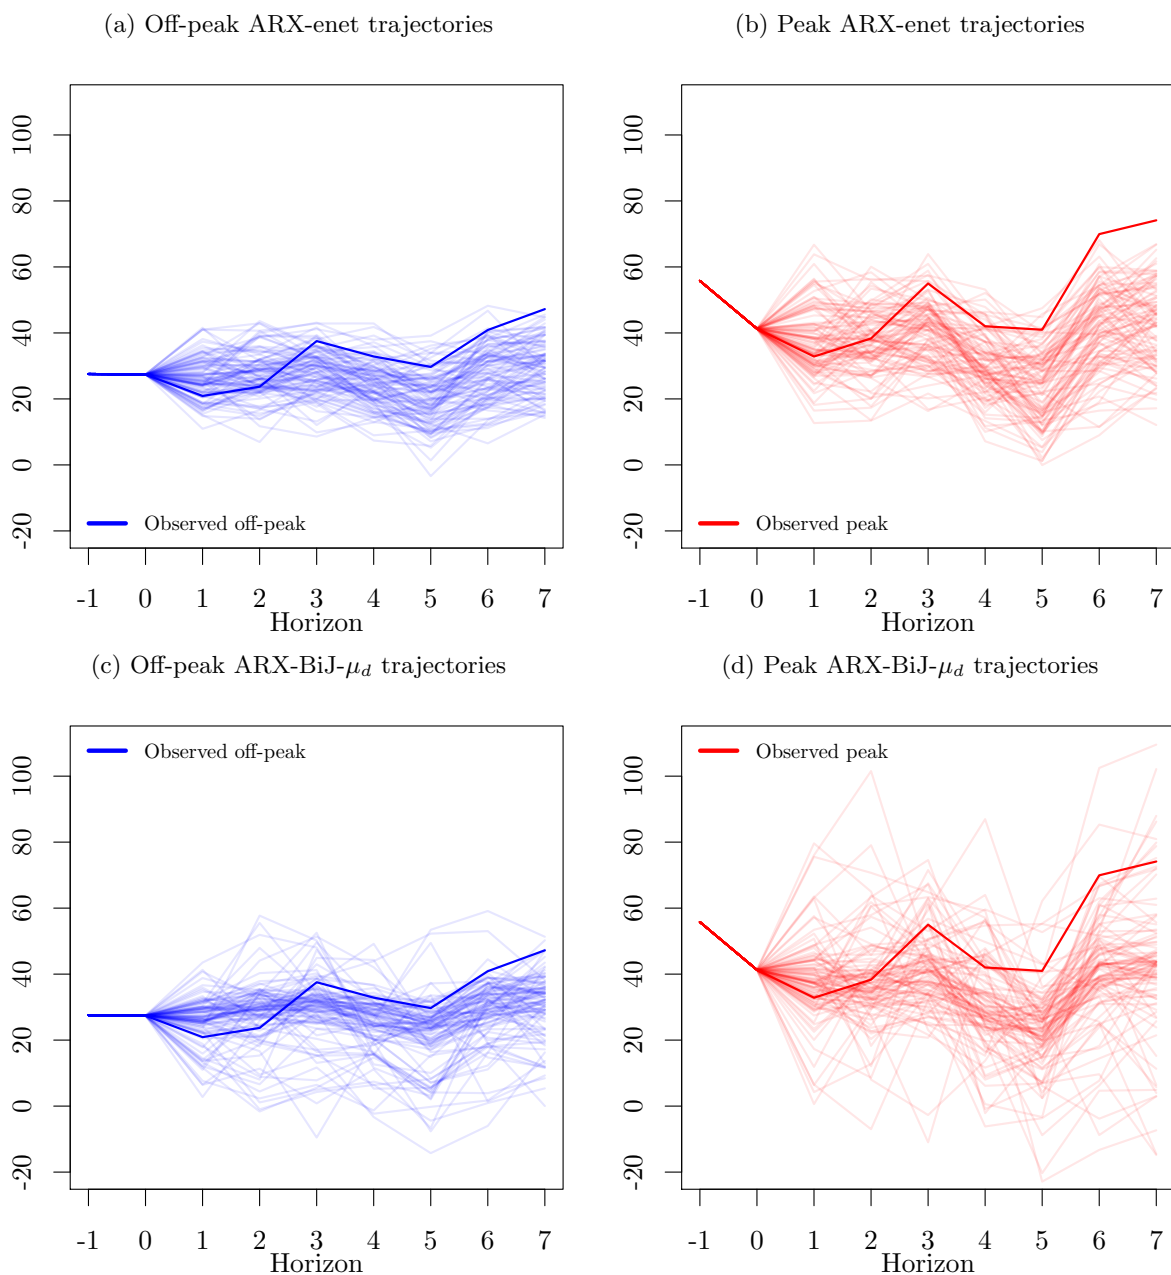 (a) Off-peak ARX-enet trajectories
(b) Peak ARX-enet trajectories
100
80
60
40
20
0
-20
Observed off-peak
-1 0 1 2 3 4 5 6 7
Horizon
100
80
60
40
20
0
-20
Observed peak
-1 0 1 2 3 4 5 6 7
Horizon
(c) Off-peak ARX-BiJ-μ_d trajectories
(d) Peak ARX-BiJ-μ_d trajectories
Observed off-peak
100
80
60
40
20
0
-20
-1 0 1 2 3 4 5 6 7
Horizon
Observed peak
100
80
60
40
20
0
-20
-1 0 1 2 3 4 5 6 7
Horizon